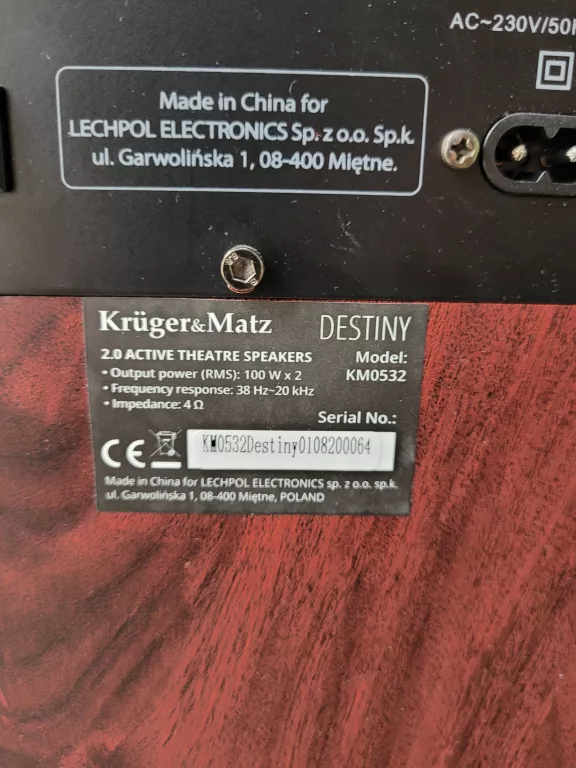 AC~230V/50
Made in China for
LECHPOL ELECTRONICS Sp. z o.o. Sp.k.
ul. Garwolińska 1, 08-400 Miętne.
Krüger&Matz DESTINY
2.0 ACTIVE THEATRE SPEAKERS Model:
• Output power (RMS): 100 W x 2 KM0532
• Frequency response: 38 Hz~20 kHz
• Impedance: 4 Ω
Serial No.:
CE KM0532Destiny0108200064
Made in China for LECHPOL ELECTRONICS sp. z o.o. sp.k.
ul. Garwolińska 1, 08-400 Miętne, POLAND